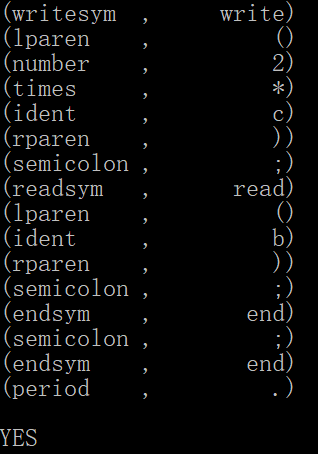 (writesym , write)
(lparen , ()
(number , 2)
(times , *)
(ident , c)
(rparen , ))
(semicolon , ;)
(readsym , read)
(lparen , ()
(ident , b)
(rparen , ))
(semicolon , ;)
(endsym , end)
(semicolon , ;)
(endsym , end)
(period , .)
YES